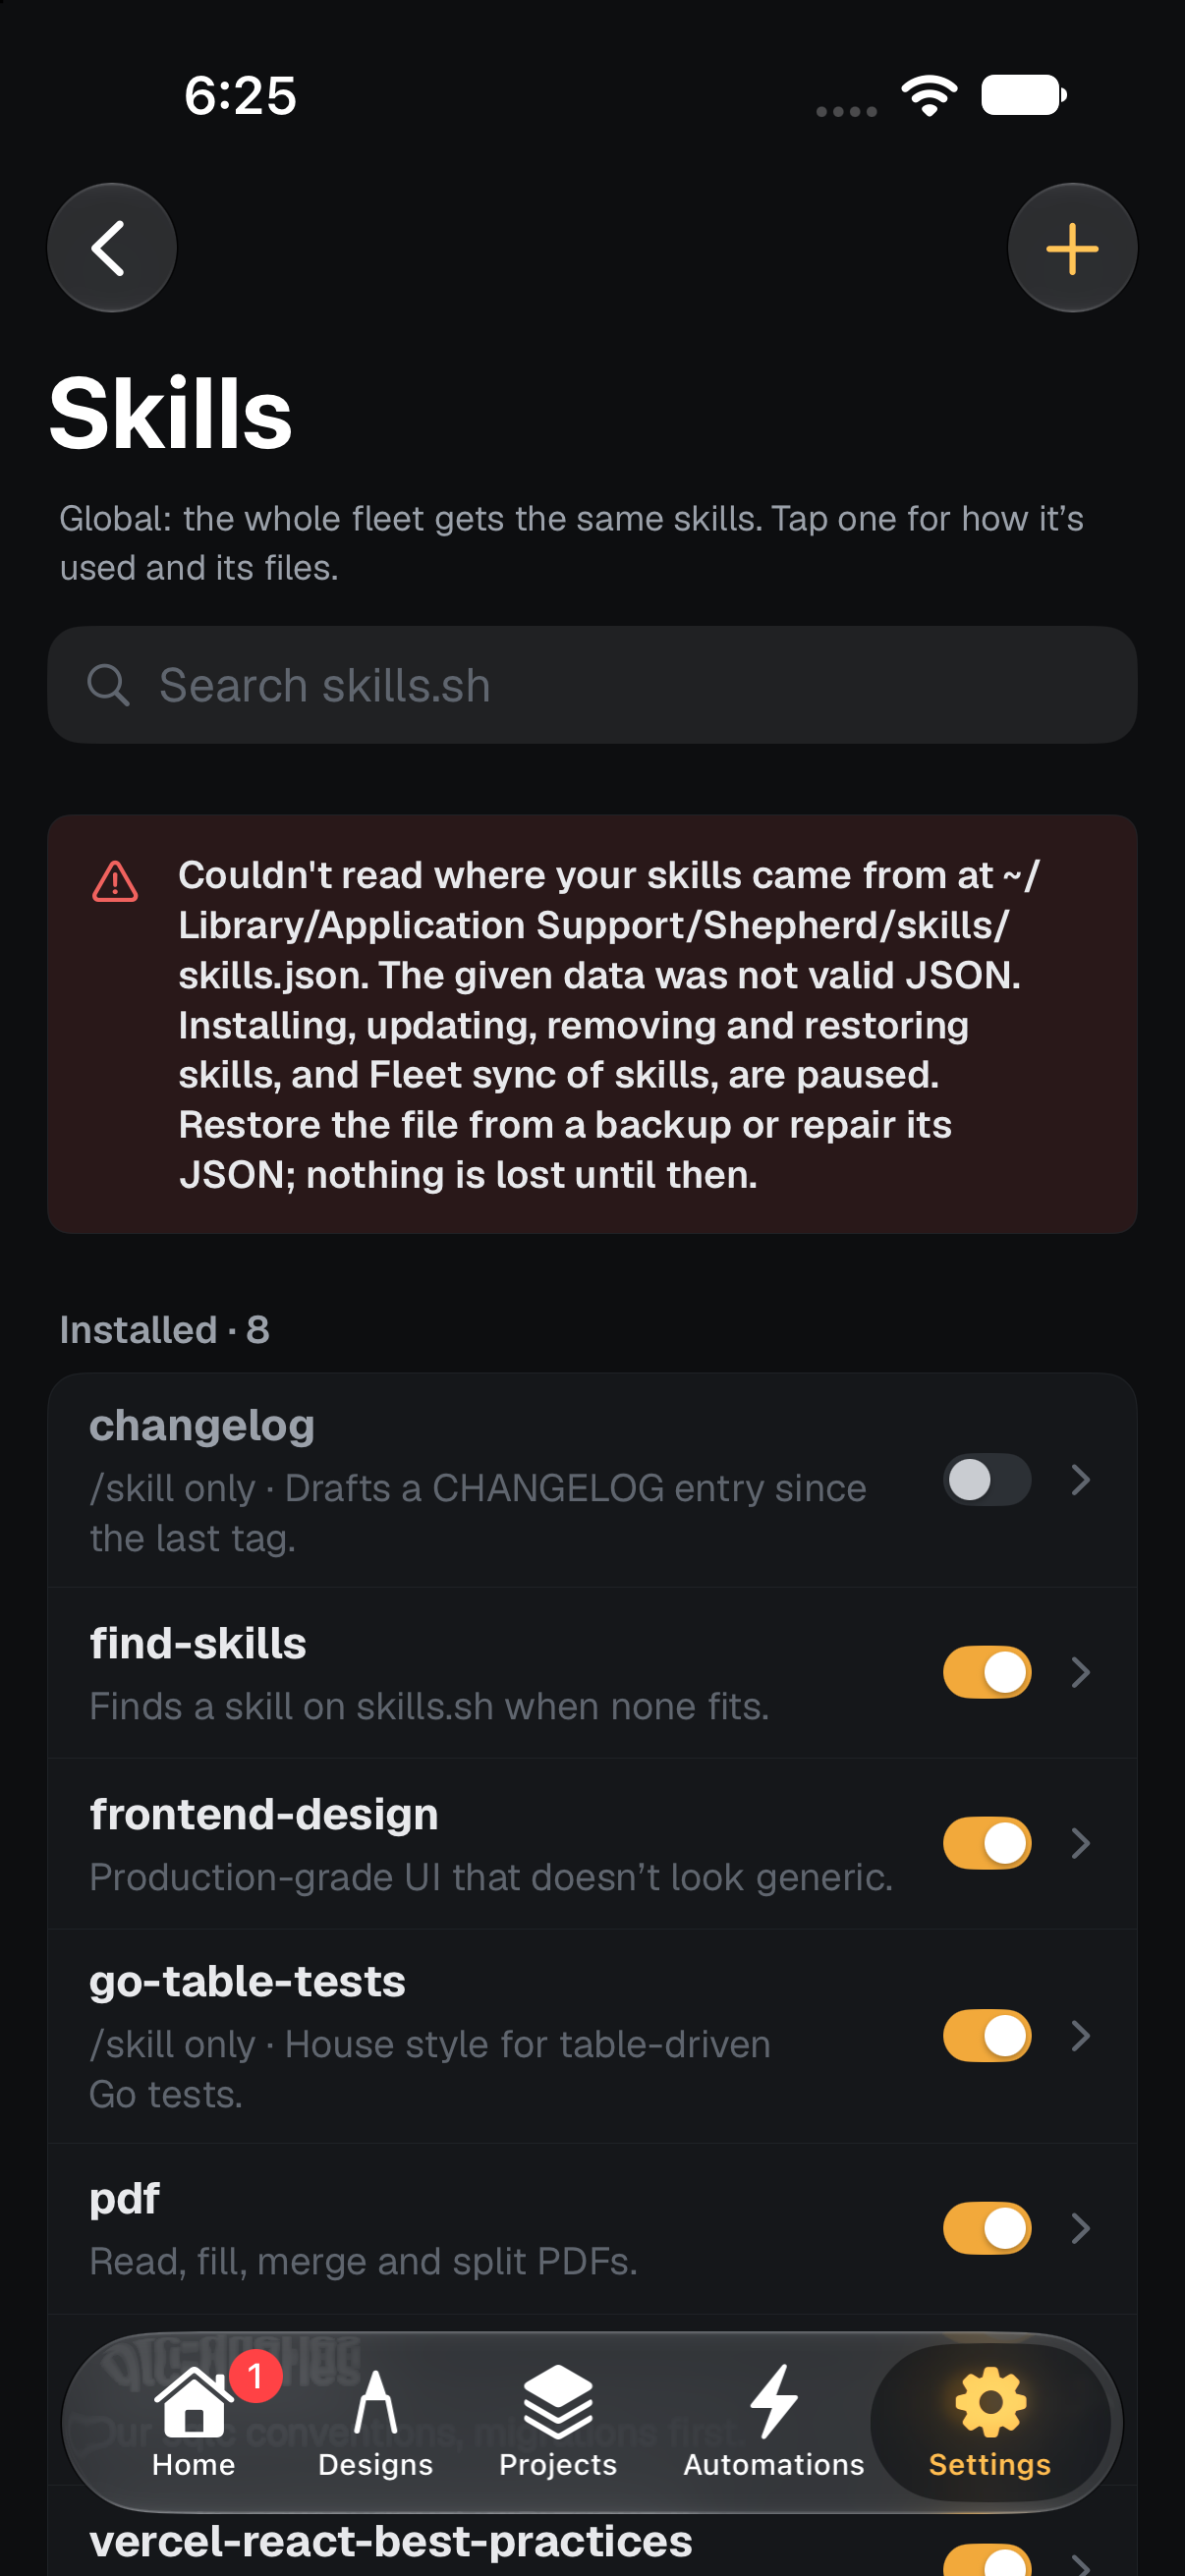 6:25
Skills
Global: the whole fleet gets the same skills. Tap one for how it’s
used and its files.
Search skills.sh
Couldn't read where your skills came from at ~/
Library/Application Support/Shepherd/skills/
skills.json. The given data was not valid JSON.
Installing, updating, removing and restoring
skills, and Fleet sync of skills, are paused.
Restore the file from a backup or repair its
JSON; nothing is lost until then.
Installed · 8
changelog
/skill only · Drafts a CHANGELOG entry since
the last tag.
find-skills
Finds a skill on skills.sh when none fits.
frontend-design
Production-grade UI that doesn’t look generic.
go-table-tests
/skill only · House style for table-driven
Go tests.
pdf
Read, fill, merge and split PDFs.
conventions, migrations first.
1
Home
Designs
Projects
Automations
Settings
vercel-react-best-practices